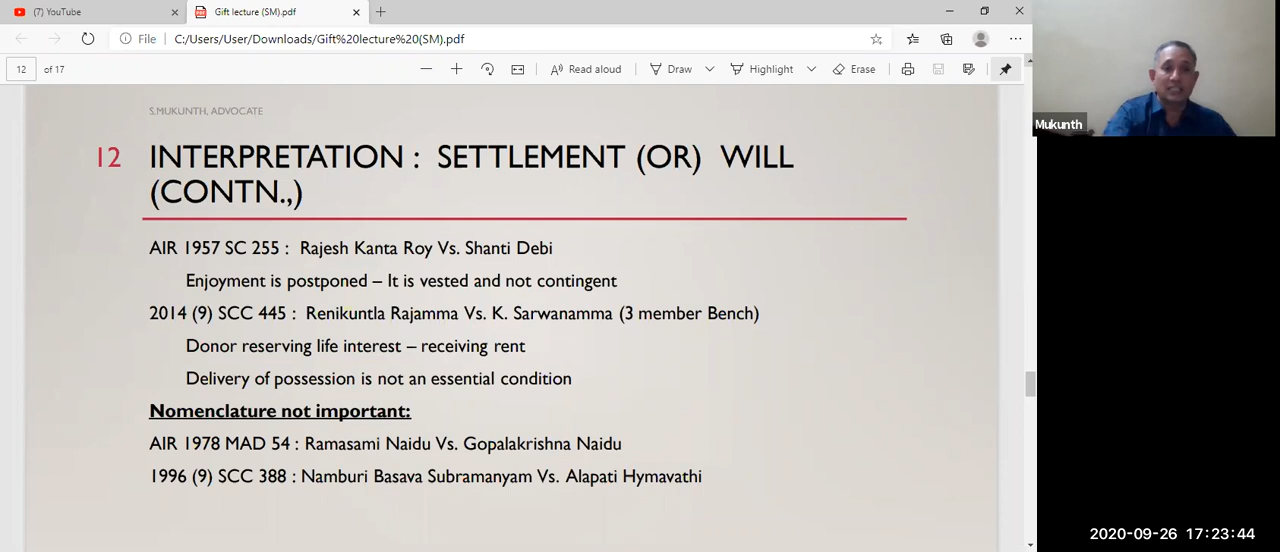 (7) YouTube
Gift lecture (SM).pdf
File C:/Users/User/Downloads/Gift%20lecture%20(SM).pdf
12 of 17
Read aloud Draw Highlight Erase
Mukunth
S.MUKUNTH, ADVOCATE
12 INTERPRETATION : SETTLEMENT (OR) WILL
(CONTN.,)
AIR 1957 SC 255 : Rajesh Kanta Roy Vs. Shanti Debi
Enjoyment is postponed – It is vested and not contingent
2014 (9) SCC 445 : Renikuntla Rajamma Vs. K. Sarwanamma (3 member Bench)
Donor reserving life interest – receiving rent
Delivery of possession is not an essential condition
Nomenclature not important:
AIR 1978 MAD 54 : Ramasami Naidu Vs. Gopalakrishna Naidu
1996 (9) SCC 388 : Namburi Basava Subramanyam Vs. Alapati Hymavathi
2020-09-26 17:23:44